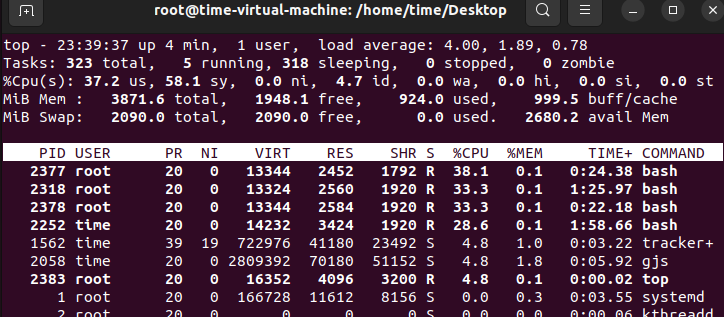 root@time-virtual-machine: /home/time/Desktop
top - 23:39:37 up 4 min,  1 user,  load average: 4.00, 1.89, 0.78
Tasks: 323 total,   5 running, 318 sleeping,   0 stopped,   0 zombie
%Cpu(s): 37.2 us, 58.1 sy,  0.0 ni,  4.7 id,  0.0 wa,  0.0 hi,  0.0 si,  0.0 st
MiB Mem :   3871.6 total,   1948.1 free,    924.0 used,    999.5 buff/cache
MiB Swap:   2090.0 total,   2090.0 free,      0.0 used.   2680.2 avail Mem
PID USER      PR  NI    VIRT    RES    SHR S  %CPU  %MEM     TIME+ COMMAND
2377 root      20   0   13344   2452   1792 R  38.1   0.1   0:24.38 bash
2318 root      20   0   13324   2560   1920 R  33.3   0.1   1:25.97 bash
2378 root      20   0   13344   2584   1920 R  33.3   0.1   0:22.18 bash
2252 time      20   0   14232   3424   1920 R  28.6   0.1   1:58.66 bash
1562 time      39  19  722976  41180  23492 S   4.8   1.0   0:03.22 tracker+
2058 time      20   0 2809392  70180  51152 S   4.8   1.8   0:05.92 gjs
2383 root      20   0   16352   4096   3200 R   4.8   0.1   0:00.02 top
1 root      20   0  166728  11612   8156 S   0.0   0.3   0:03.55 systemd
2 root      20   0       0      0      0 S   0.0   0.0   0:00.06 kthreadd